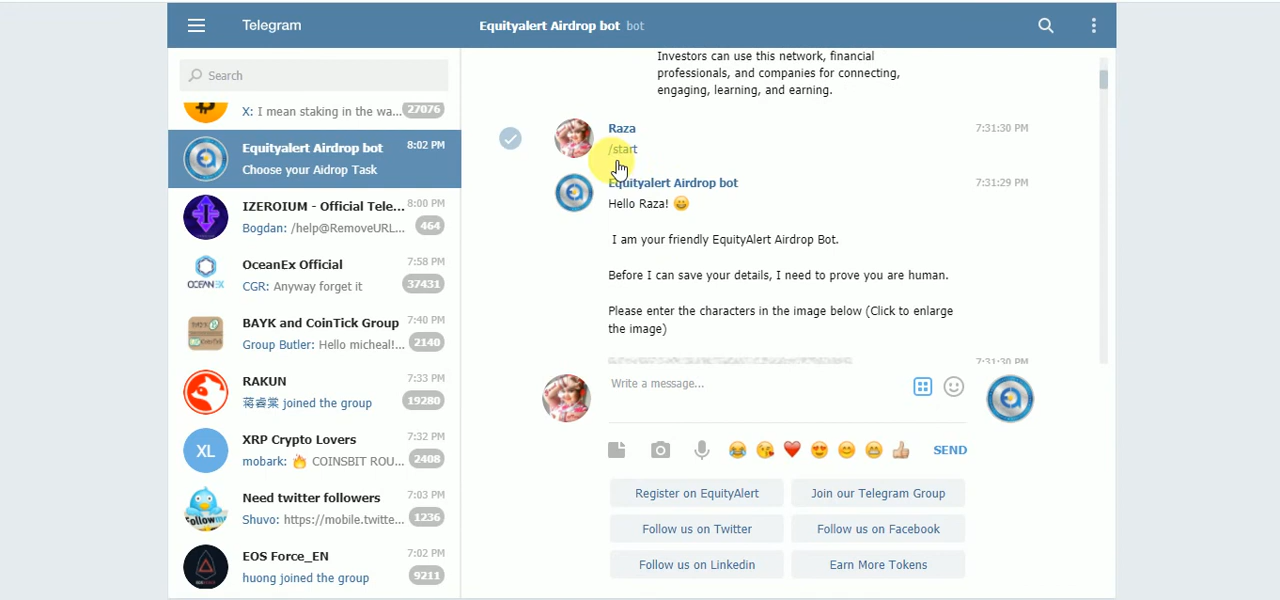 Telegram
Equityalert Airdrop bot bot
Search
X: I mean staking in the wa... 27076
Equityalert Airdrop bot 8:02 PM
Choose your Aidrop Task
IZEROIUM - Official Tele... 8:00 PM
Bogdan: /help@RemoveURL... 464
OceanEx Official 7:58 PM
OCEANEX
CGR: Anyway forget it 37431
BAYK and CoinTick Group 7:40 PM
Group Butler: Hello micheal!... 2140
RAKUN 7:33 PM
蒋睿棠 joined the group 19280
XL
XRP Crypto Lovers 7:32 PM
mobark: 🔥 COINSBIT ROU... 2408
Need twitter followers 7:03 PM
Follow
Shuvo: https://mobile.twitte... 1236
EOS Force_EN 7:02 PM
huong joined the group 9211
Investors can use this network, financial
professionals, and companies for connecting,
engaging, learning, and earning.
Raza 7:31:30 PM
/start
Equityalert Airdrop bot 7:31:29 PM
Hello Raza! 😀
I am your friendly EquityAlert Airdrop Bot.
Before I can save your details, I need to prove you are human.
Please enter the characters in the image below (Click to enlarge
the image)
7:31:30 PM
Write a message...
SEND
Register on EquityAlert
Join our Telegram Group
Follow us on Twitter
Follow us on Facebook
Follow us on Linkedin
Earn More Tokens